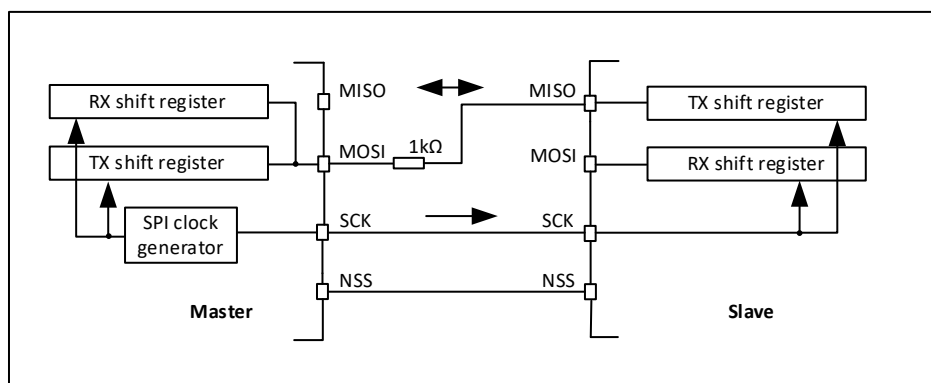 RX shift register
MISO
MISO
TX shift register
TX shift register
MOSI
1kΩ
MOSI
RX shift register
SPI clock
generator
SCK
SCK
NSS
NSS
Master
Slave